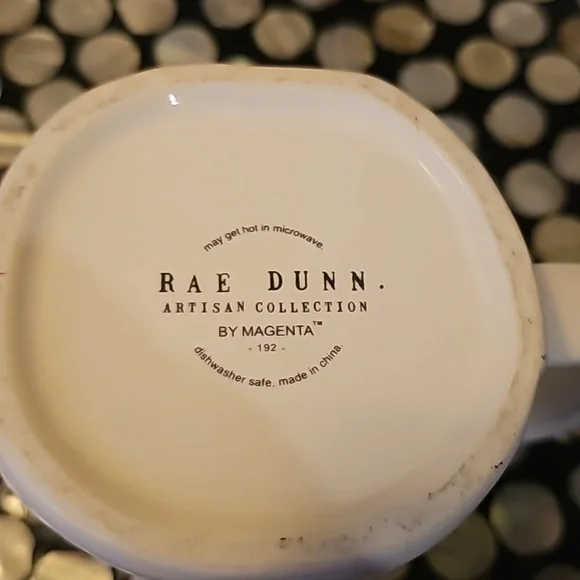 may get hot in microwave.
RAE DUNN.
ARTISAN COLLECTION
BY MAGENTA™
- 192 -
dishwasher safe, made in china.